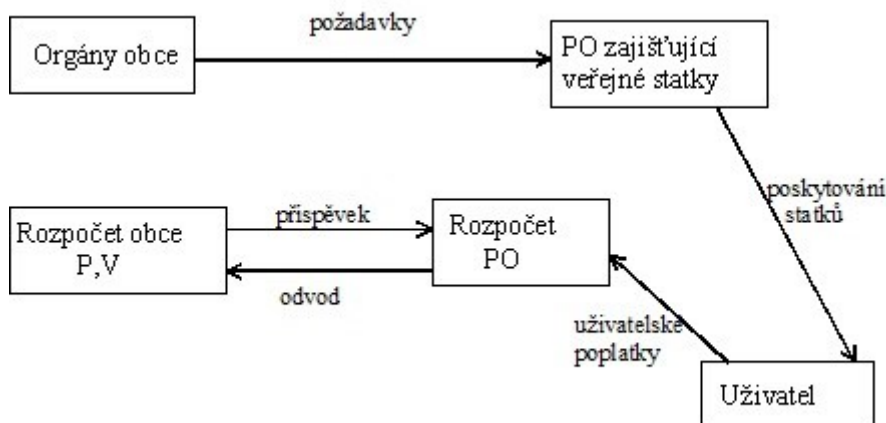 požadavky
Orgány obce
PO zajišťující
veřejné statky
poskytování
statků
příspěvek
Rozpočet obce
P,V
Rozpočet
PO
odvod
uživatelské
poplatky
Uživatel